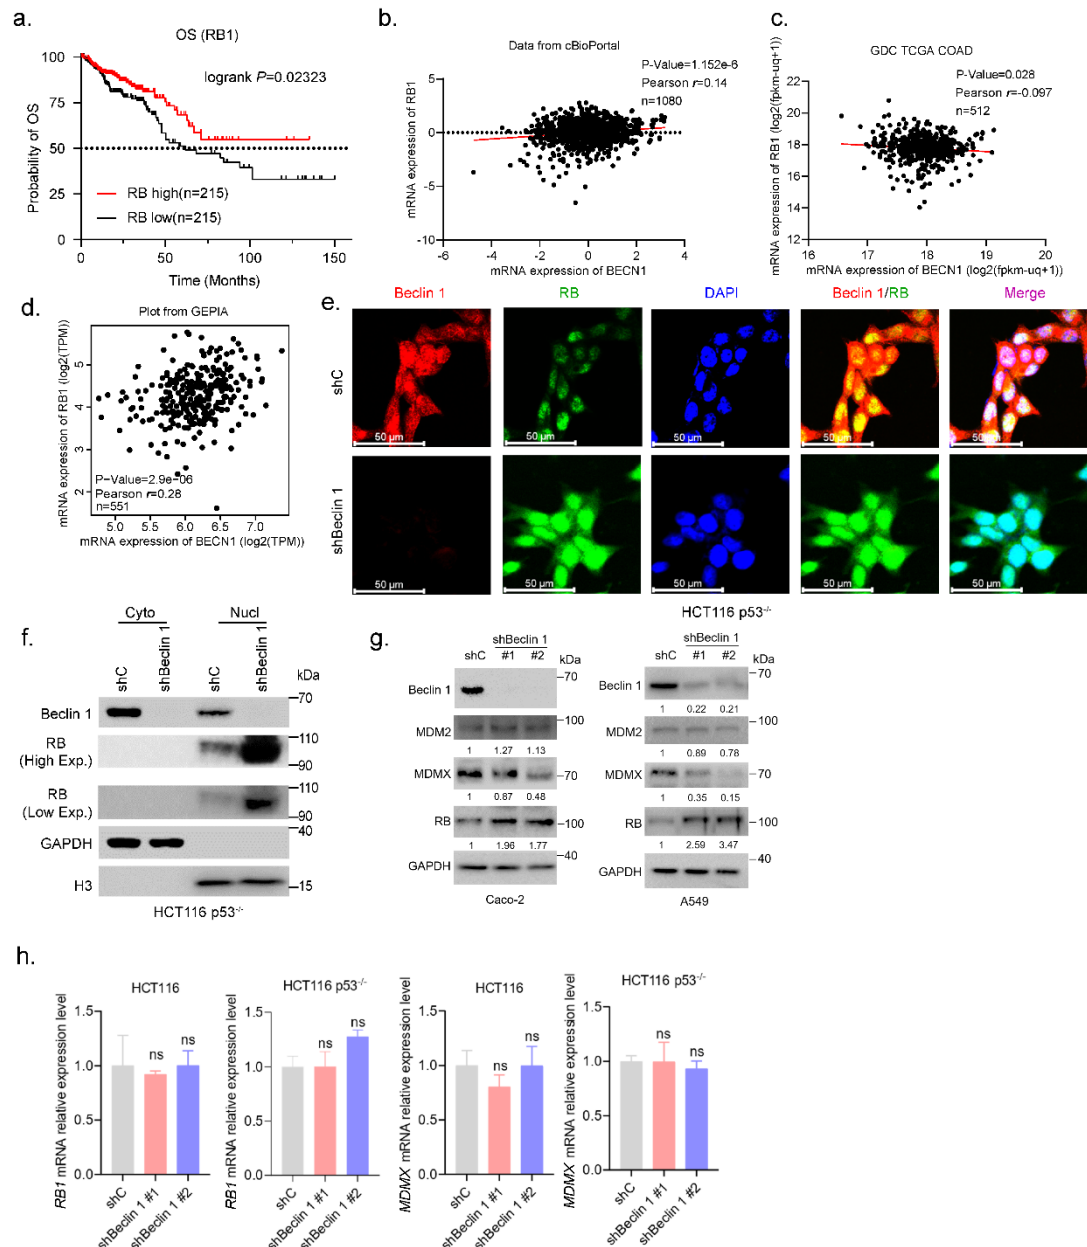 a.
OS (RB1)
logrank P=0.02323
Probability of OS
100
75
50
25
0
RB high(n=215)
RB low(n=215)
0 50 100 150
Time (Months)
b.
Data from cBioPortal
P-Value=1.152e-6
Pearson r=0.14
n=1080
mRNA expression of RB1
5
0
-5
-10
-6 -4 -2 0 2 4
mRNA expression of BECN1
c.
GDC TCGA COAD
P-Value=0.028
Pearson r=-0.097
n=512
mRNA expression of RB1 (log2(fpkm-uq+1))
22
20
18
16
14
12
16 17 18 19 20
mRNA expression of BECN1 (log2(fpkm-uq+1))
d.
Plot from GEPIA
mRNA expression of RB1 (log2(TPM))
5
4
3
2
P-Value=2.9e-06
Pearson r=0.28
n=551
5.0 5.5 6.0 6.5 7.0
mRNA expression of BECN1 (log2(TPM))
e.
Beclin 1 RB DAPI Beclin 1/RB Merge
shC
50 μm 50 μm 50 μm 50 μm 50 μm
shBeclin 1
50 μm 50 μm 50 μm 50 μm 50 μm
HCT116 p53-/-
f.
Cyto Nucl
shC shBeclin 1 shC shBeclin 1
kDa
Beclin 1
70
RB
(High Exp.)
110
90
RB
(Low Exp.)
110
90
GAPDH
40
H3
15
HCT116 p53-/-
g.
shBeclin 1
shC #1 #2 kDa
Beclin 1
70
MDM2
100
1 1.27 1.13
MDMX
70
1 0.87 0.48
RB
100
1 1.96 1.77
GAPDH
40
Caco-2
shBeclin 1
shC #1 #2 kDa
Beclin 1
70
1 0.22 0.21
MDM2
100
1 0.89 0.78
MDMX
70
1 0.35 0.15
RB
100
1 2.59 3.47
GAPDH
40
A549
h.
HCT116
RB1 mRNA relative expression level
1.5
1.0
0.5
0.0
ns ns
shC shBeclin 1 #1 shBeclin 1 #2
HCT116 p53-/-
RB1 mRNA relative expression level
1.5
1.0
0.5
0.0
ns ns
shC shBeclin 1 #1 shBeclin 1 #2
HCT116
MDMX mRNA relative expression level
1.5
1.0
0.5
0.0
ns ns
shC shBeclin 1 #1 shBeclin 1 #2
HCT116 p53-/-
MDMX mRNA relative expression level
1.5
1.0
0.5
0.0
ns ns
shC shBeclin 1 #1 shBeclin 1 #2